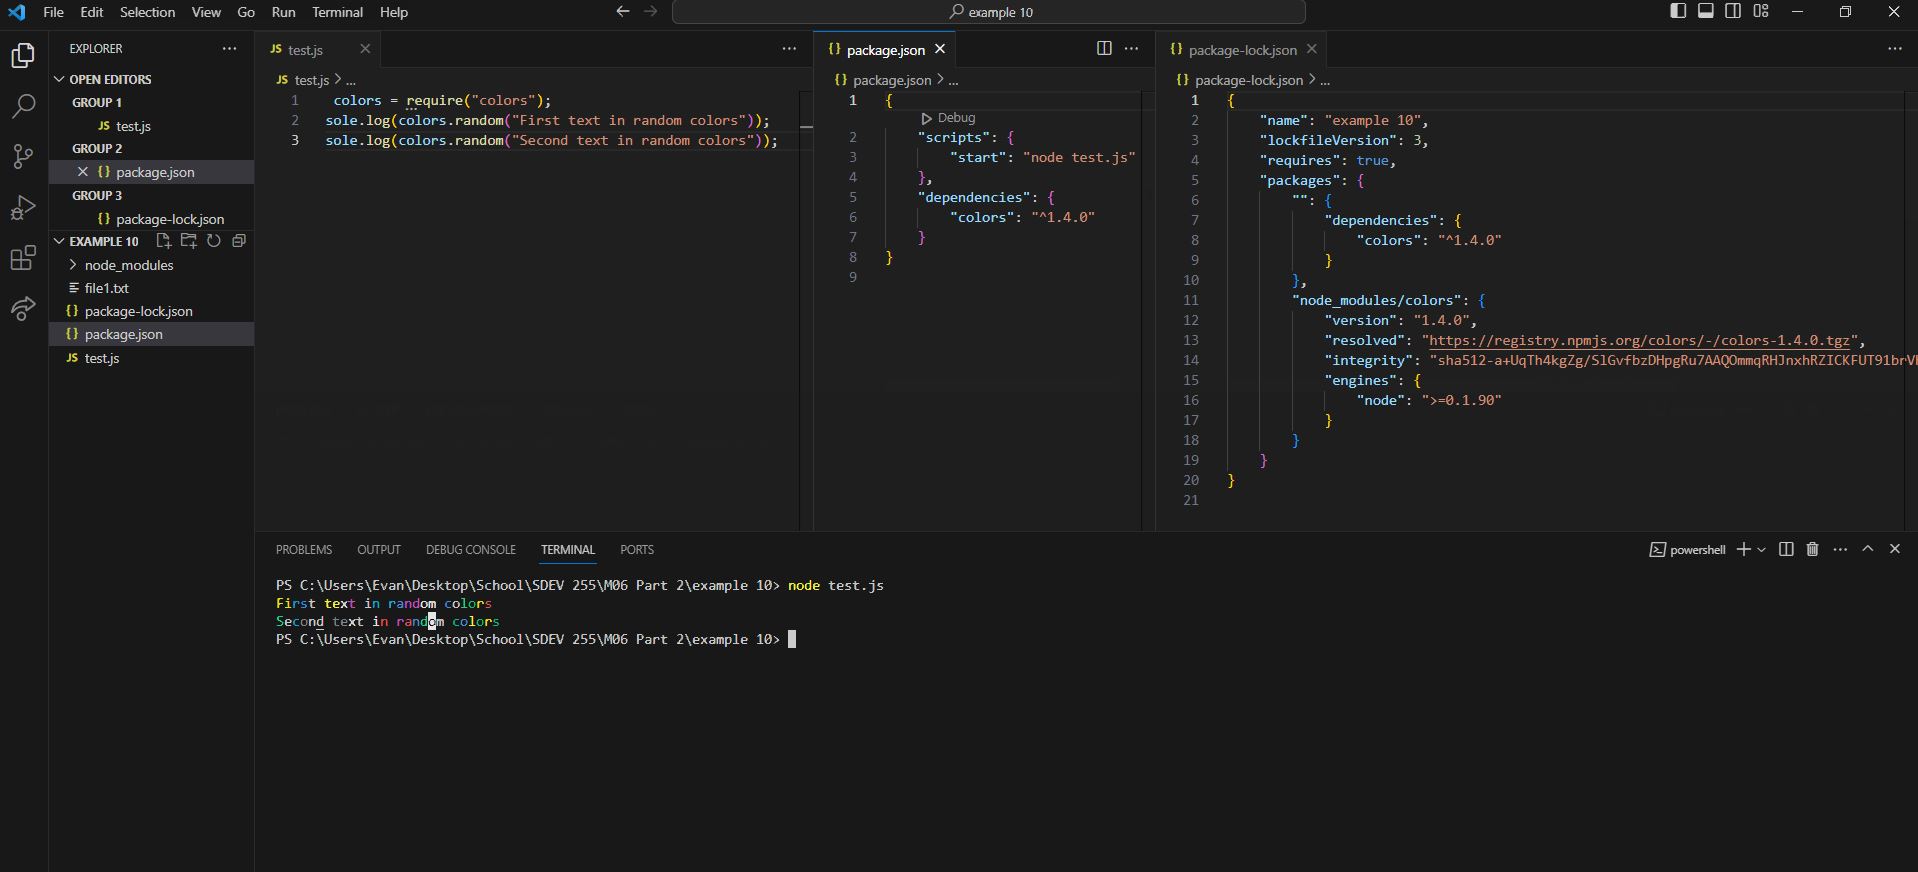 File Edit Selection View Go Run Terminal Help
example 10
EXPLORER
OPEN EDITORS
GROUP 1
JS test.js
GROUP 2
{} package.json
GROUP 3
{} package-lock.json
EXAMPLE 10
node_modules
file1.txt
{} package-lock.json
{} package.json
JS test.js
JS test.js
JS test.js > ...
1 colors = require("colors");
2 sole.log(colors.random("First text in random colors"));
3 sole.log(colors.random("Second text in random colors"));
{} package.json
{} package.json > ...
1 {
Debug
2 "scripts": {
3 "start": "node test.js"
4 },
5 "dependencies": {
6 "colors": "^1.4.0"
7 }
8 }
9
{} package-lock.json
{} package-lock.json > ...
1 {
2 "name": "example 10",
3 "lockfileVersion": 3,
4 "requires": true,
5 "packages": {
6 "": {
7 "dependencies": {
8 "colors": "^1.4.0"
9 }
10 },
11 "node_modules/colors": {
12 "version": "1.4.0",
13 "resolved": "https://registry.npmjs.org/colors/-/colors-1.4.0.tgz",
14 "integrity": "sha512-a+UqTh4kgZg/SlGvfbzDHpgRu7AAQOmmqRHJnxhRZICKFUT91brVh
15 "engines": {
16 "node": ">=0.1.90"
17 }
18 }
19 }
20 }
21
PROBLEMS OUTPUT DEBUG CONSOLE TERMINAL PORTS
powershell
PS C:\Users\Evan\Desktop\School\SDEV 255\M06 Part 2\example 10> node test.js
First text in random colors
Second text in random colors
PS C:\Users\Evan\Desktop\School\SDEV 255\M06 Part 2\example 10>